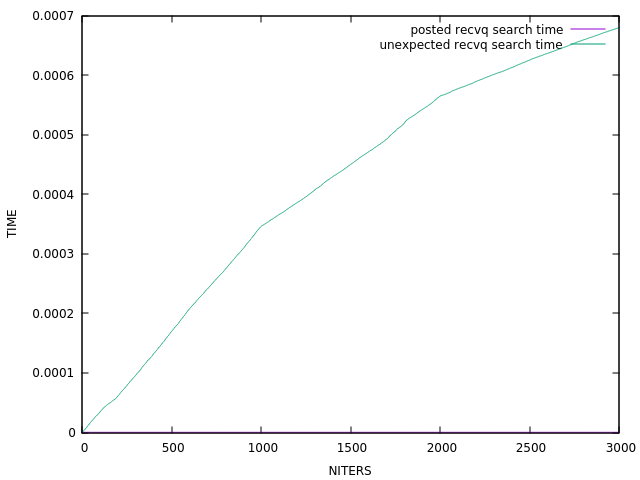 0.0007
0.0006
0.0005
0.0004
0.0003
0.0002
0.0001
0
TIME
posted recvq search time
unexpected recvq search time
0 500 1000 1500 2000 2500 3000
NITERS